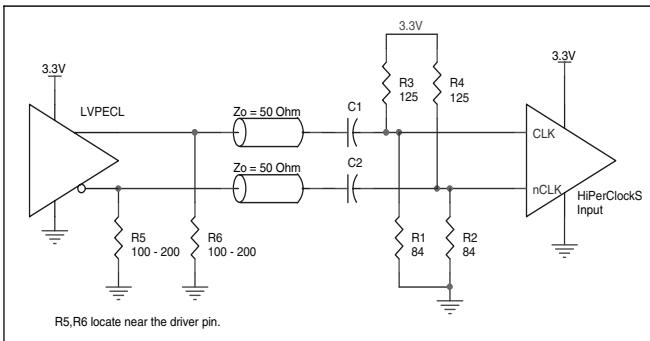 3.3V
3.3V
3.3V
LVPECL
R3
125
R4
125
Zo = 50 Ohm
C1
CLK
Zo = 50 Ohm
C2
nCLK
HiPerClockS
Input
R5
100 - 200
R6
100 - 200
R1
84
R2
84
R5,R6 locate near the driver pin.